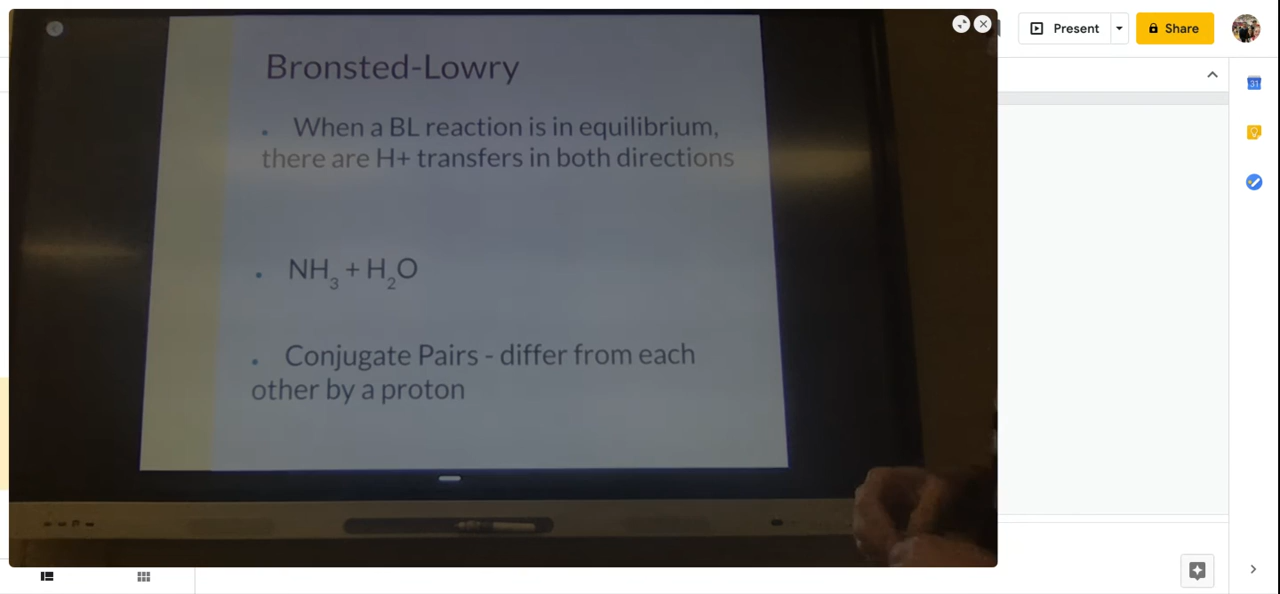 Present
Share
31
Bronsted-Lowry
• When a BL reaction is in equilibrium,
there are H+ transfers in both directions
• NH₃ + H₂O
• Conjugate Pairs - differ from each
other by a proton